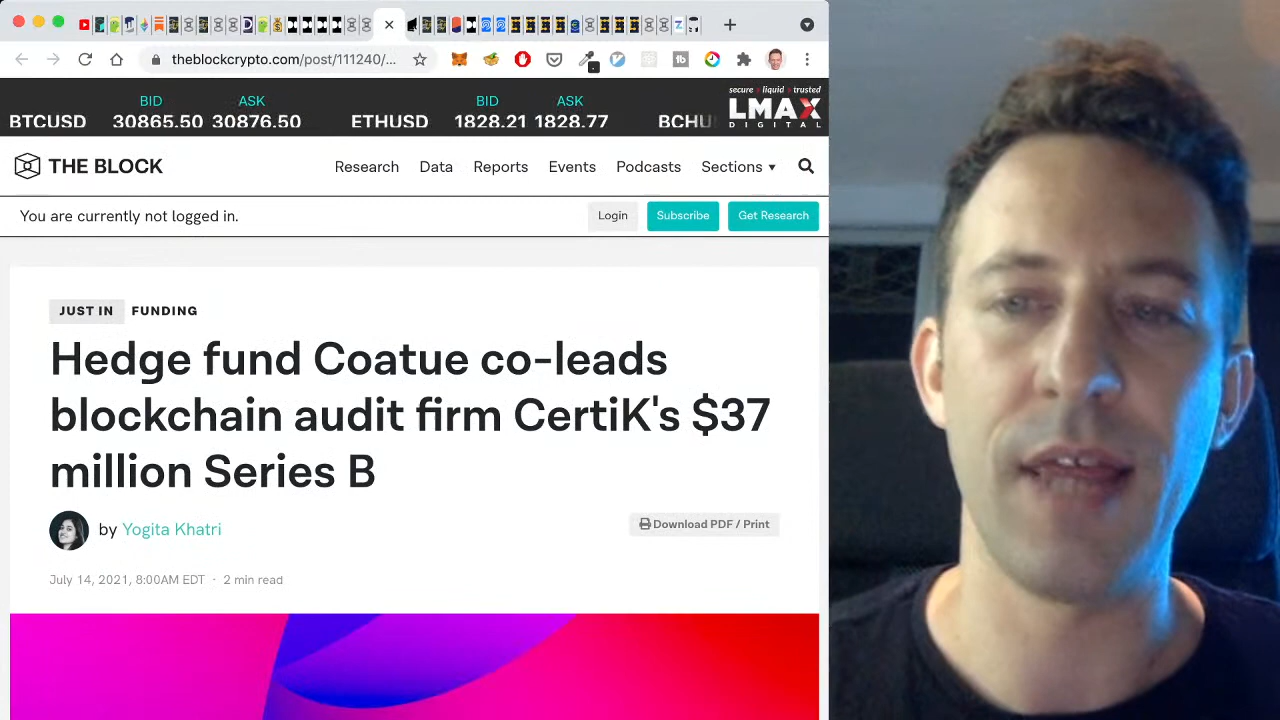 theblockcrypto.com/post/111240/...
BID ASK BID ASK
BTCUSD 30865.50 30876.50 ETHUSD 1828.21 1828.77 BCHU
secure liquid trusted
LMAX
DIGITAL
THE BLOCK Research Data Reports Events Podcasts Sections
You are currently not logged in. Login Subscribe Get Research
JUST IN FUNDING
Hedge fund Coatue co-leads
blockchain audit firm CertiK's $37
million Series B
by Yogita Khatri Download PDF / Print
July 14, 2021, 8:00AM EDT · 2 min read